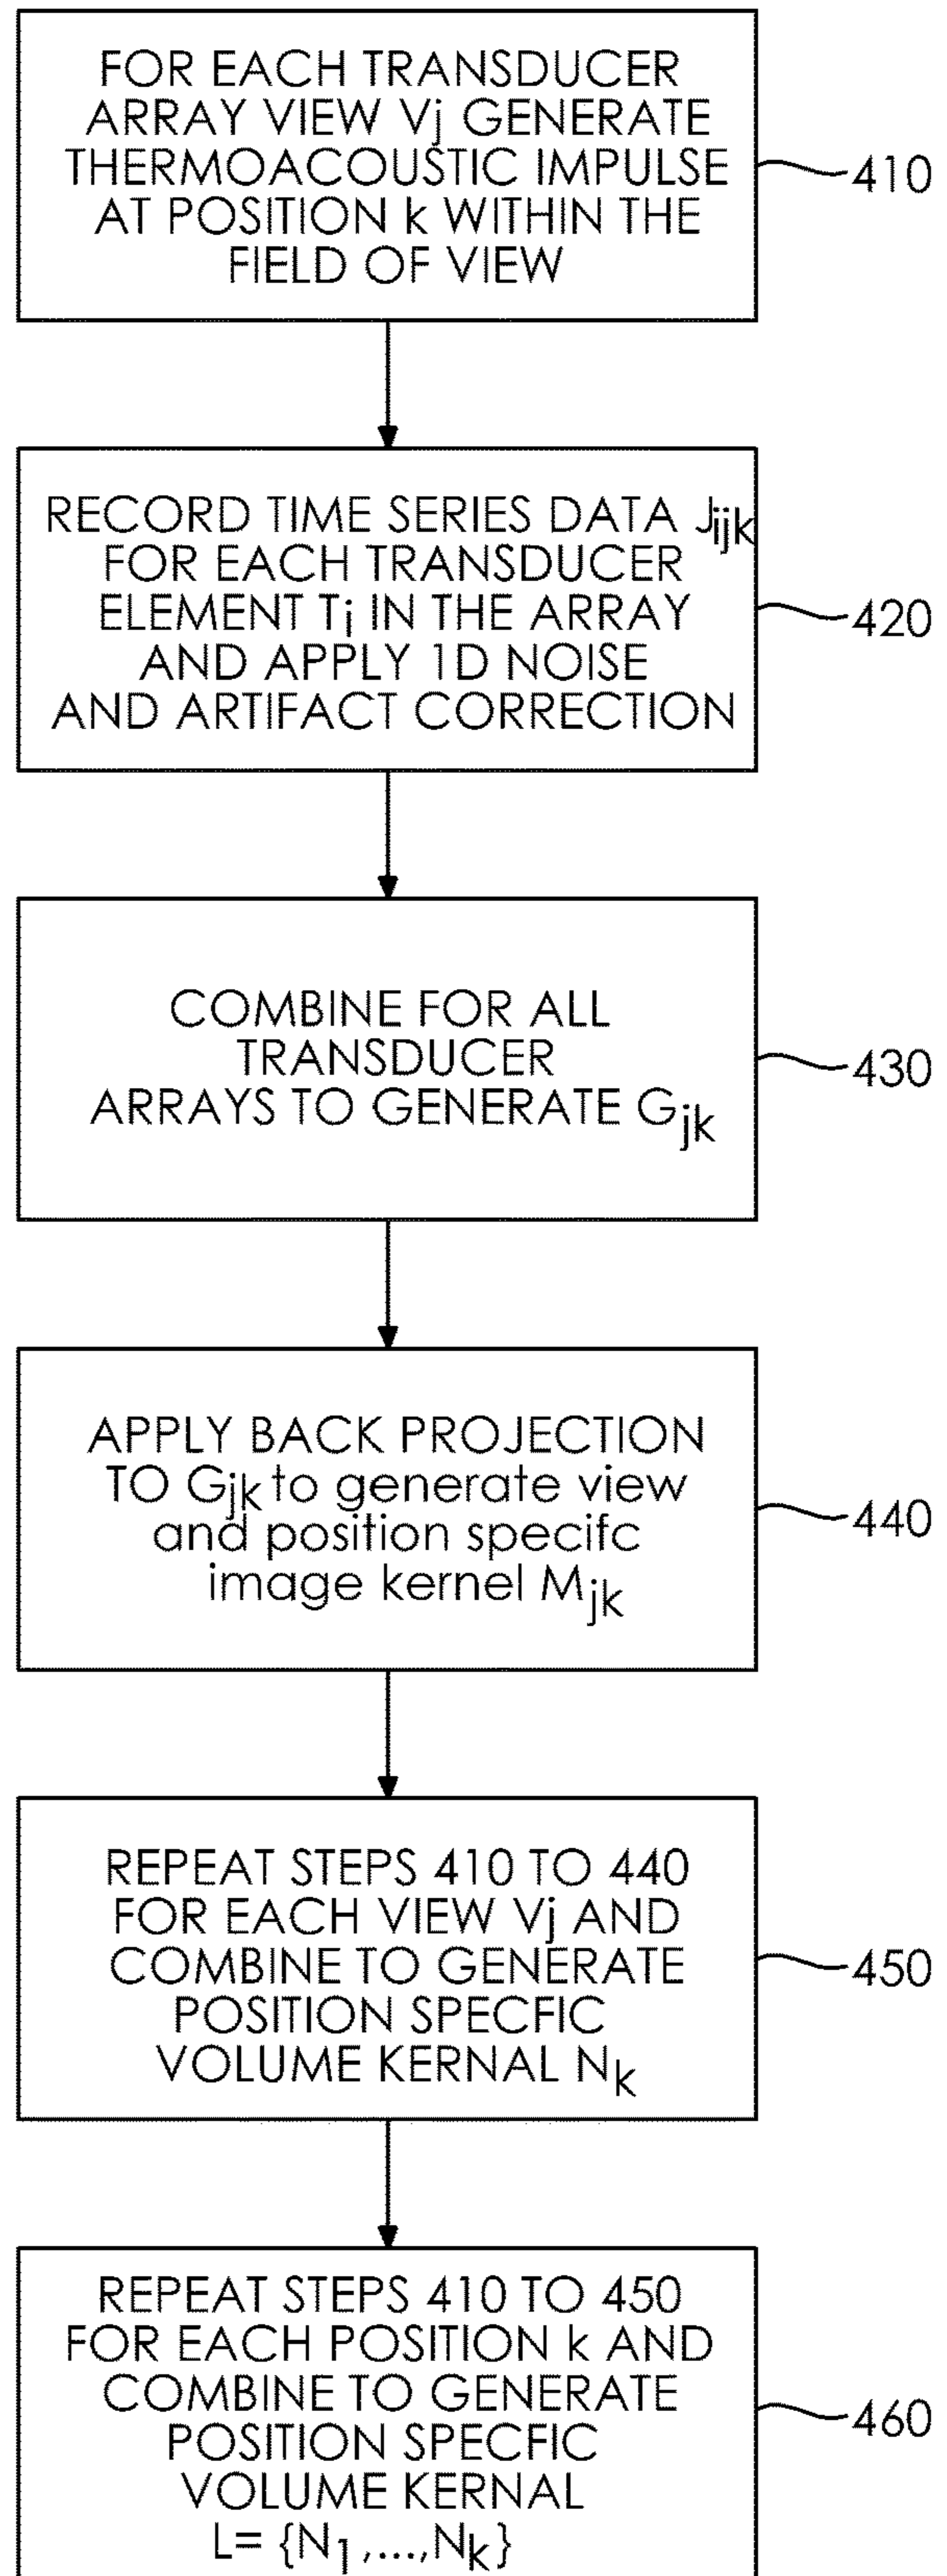 FOR EACH TRANSDUCER
ARRAY VIEW Vj GENERATE
THERMOACOUSTIC IMPULSE
AT POSITION k WITHIN THE
FIELD OF VIEW
410
RECORD TIME SERIES DATA Jijk
FOR EACH TRANSDUCER
ELEMENT Ti IN THE ARRAY
AND APPLY 1D NOISE
AND ARTIFACT CORRECTION
420
COMBINE FOR ALL
TRANSDUCER
ARRAYS TO GENERATE Gjk
430
APPLY BACK PROJECTION
TO Gjk to generate view
and position specifc
image kernel Mjk
440
REPEAT STEPS 410 TO 440
FOR EACH VIEW Vj AND
COMBINE TO GENERATE
POSITION SPECFIC
VOLUME KERNAL Nk
450
REPEAT STEPS 410 TO 450
FOR EACH POSITION k AND
COMBINE TO GENERATE
POSITION SPECFIC
VOLUME KERNAL
L= {N1,...,Nk}
460